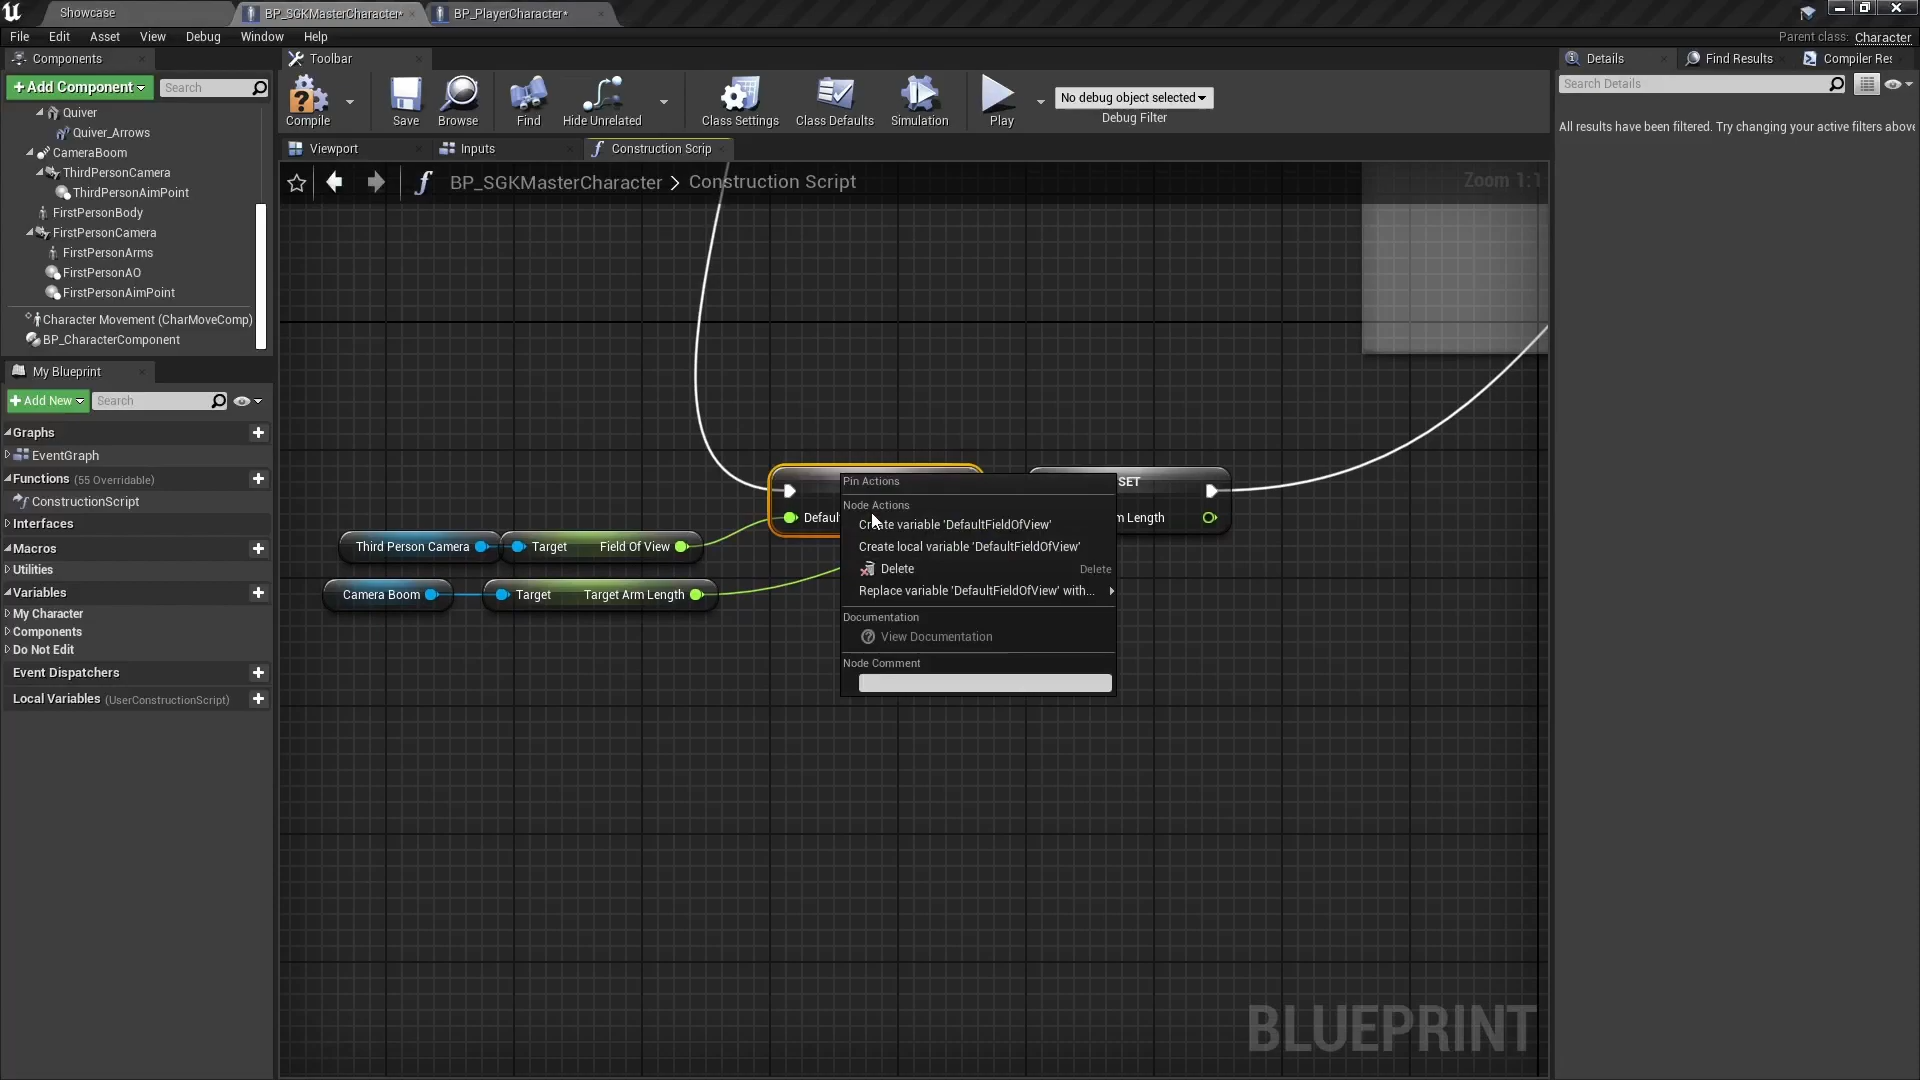 Showcase
BP_SGKMasterCharacter*
BP_PlayerCharacter*
File Edit Asset View Debug Window Help
Parent class: Character
Components
+Add Component
Search
Quiver
Quiver_Arrows
CameraBoom
ThirdPersonCamera
ThirdPersonAimPoint
FirstPersonBody
FirstPersonCamera
FirstPersonArms
FirstPersonAO
FirstPersonAimPoint
Character Movement (CharMoveComp)
BP_CharacterComponent
My Blueprint
+Add New
Search
Graphs
EventGraph
Functions (55 Overridable)
ConstructionScript
Interfaces
Macros
Utilities
Variables
My Character
Components
Do Not Edit
Event Dispatchers
Local Variables (UserConstructionScript)
Toolbar
Compile
Save
Browse
Find
Hide Unrelated
Class Settings
Class Defaults
Simulation
Play
No debug object selected
Debug Filter
Viewport
Inputs
Construction Scrip
BP_SGKMasterCharacter > Construction Script
Zoom 1:1
Third Person Camera
Target Field Of View
Camera Boom
Target Target Arm Length
Defaul
SET
m Length
Pin Actions
Node Actions
Create variable 'DefaultFieldOfView'
Create local variable 'DefaultFieldOfView'
Delete Delete
Replace variable 'DefaultFieldOfView' with...
Documentation
View Documentation
Node Comment
BLUEPRINT
Details
Find Results
Compiler Res
Search Details
All results have been filtered. Try changing your active filters above